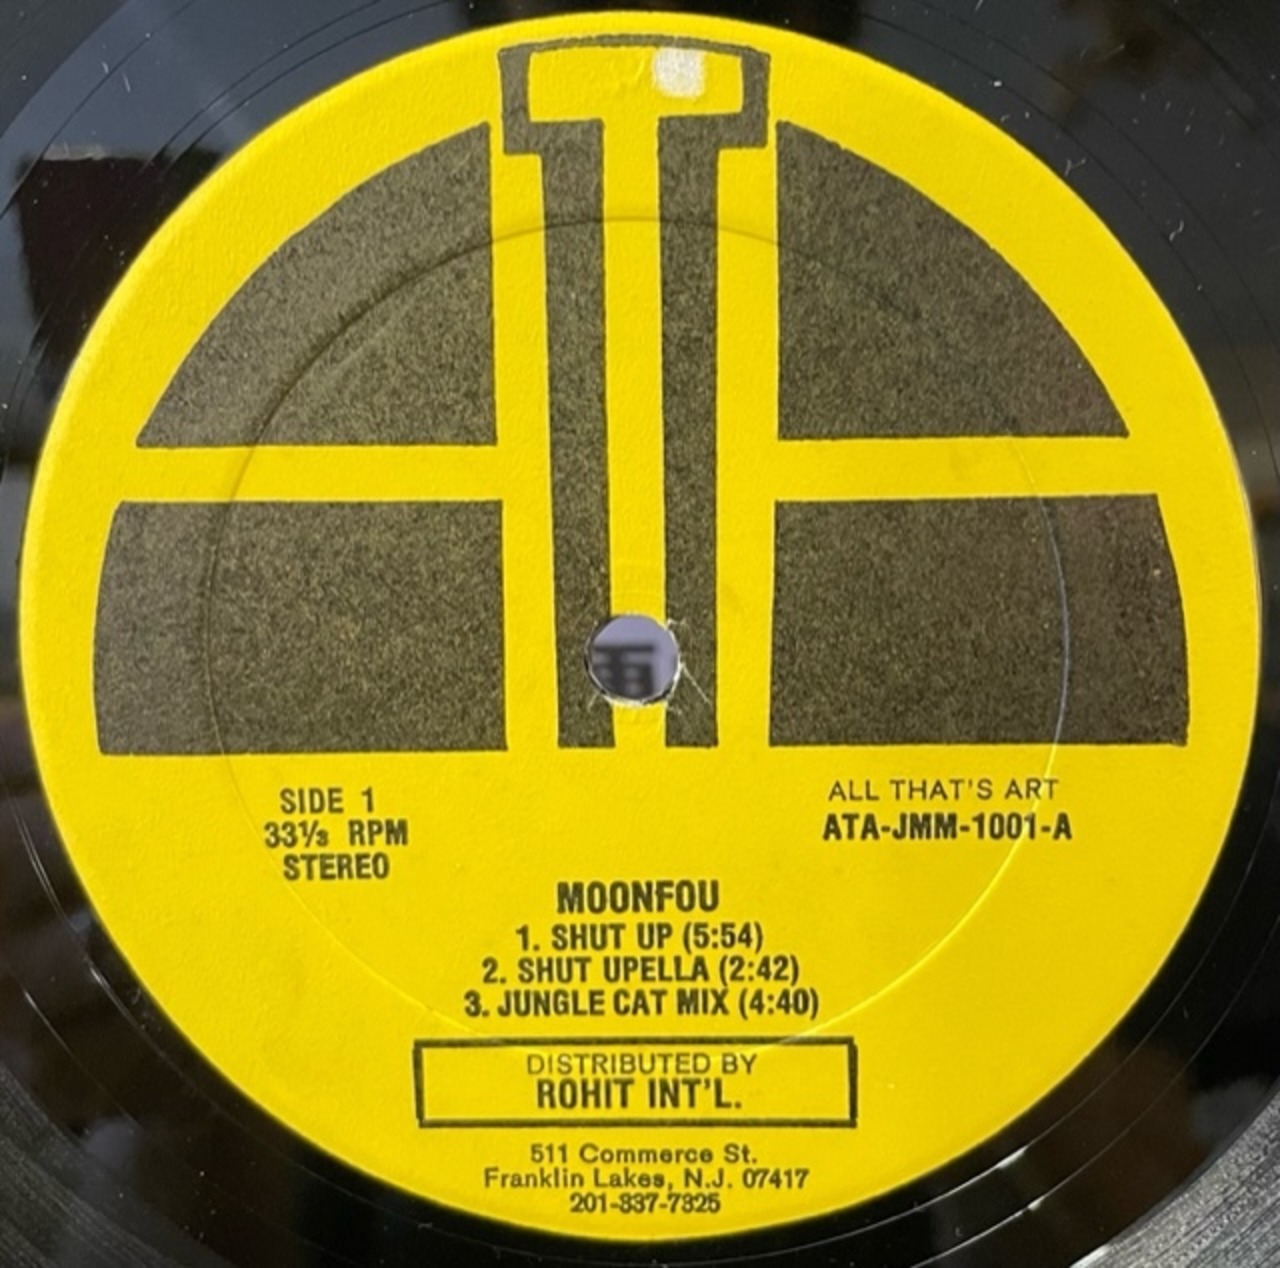 SIDE 1
33⅓ RPM
STEREO
ALL THAT'S ART
ATA-JMM-1001-A
MOONFOU
1. SHUT UP (5:54)
2. SHUT UPELLA (2:42)
3. JUNGLE CAT MIX (4:40)
DISTRIBUTED BY
ROHIT INT'L.
511 Commerce St.
Franklin Lakes, N.J. 07417
201-337-7325